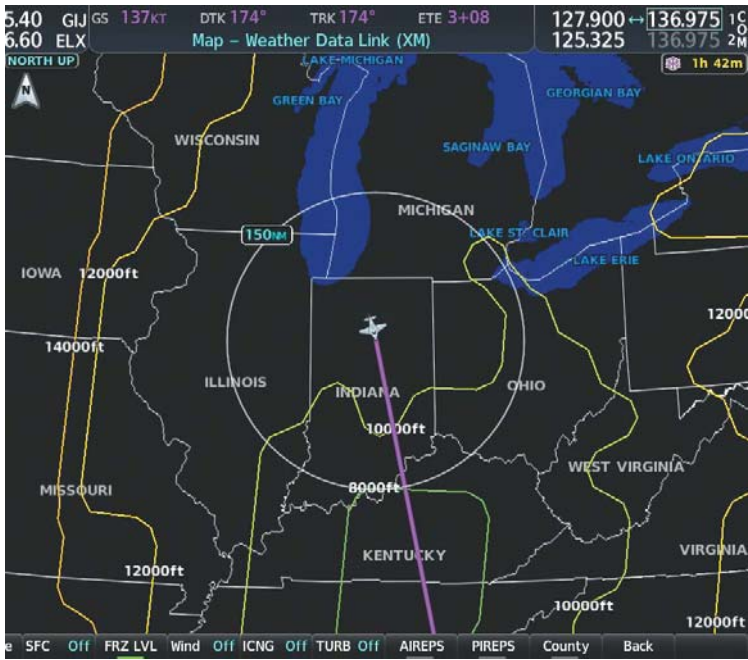 5.40 GIJ GS 137KT DTK 174° TRK 174° ETE 3+08 127.900 ↔ 136.975
6.60 ELX Map – Weather Data Link (XM) 125.325 136.975
NORTH UP
1h 42m
N
LAKE MICHIGAN
GREEN BAY
GEORGIAN BAY
WISCONSIN
SAGINAW BAY
LAKE ONTARIO
MICHIGAN
150NM
LAKE ST. CLAIR
LAKE ERIE
IOWA
12000ft
12000
14000ft
ILLINOIS
INDIANA
OHIO
10000ft
WEST VIRGINIA
MISSOURI
8000ft
KENTUCKY
VIRGINIA
12000ft
10000ft
12000ft
e SFC Off FRZ LVL Wind Off ICNG Off TURB Off AIREPS PIREPS County Back